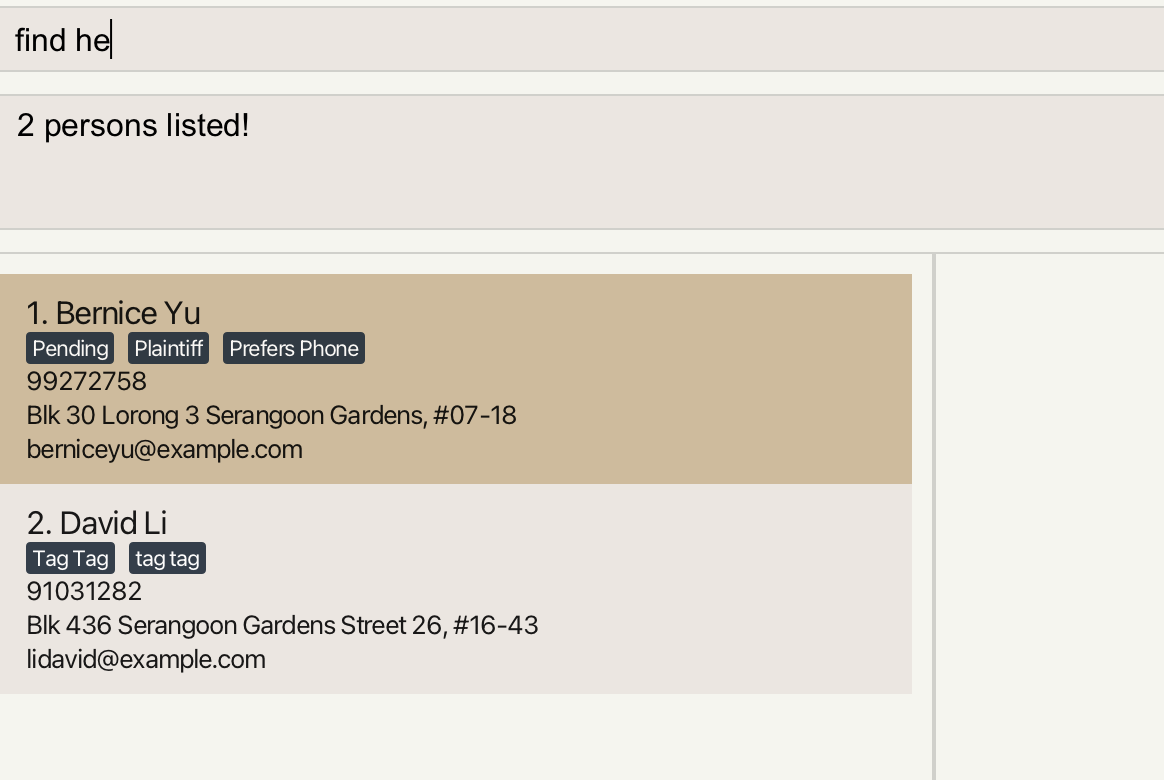 find he
2 persons listed!
1. Bernice Yu
Pending Plaintiff Prefers Phone
99272758
Blk 30 Lorong 3 Serangoon Gardens, #07-18
berniceyu@example.com
2. David Li
Tag Tag tag tag
91031282
Blk 436 Serangoon Gardens Street 26, #16-43
lidavid@example.com